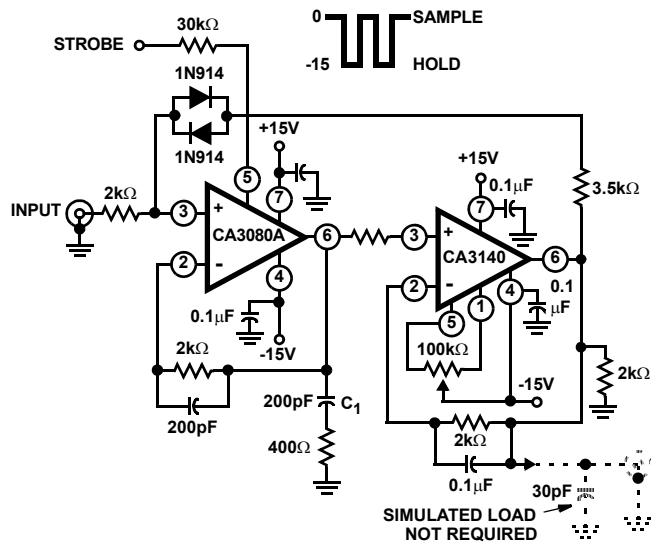 0
-15
SAMPLE
HOLD
STROBE
30kΩ
1N914
1N914
+15V
+15V
0.1µF
3.5kΩ
INPUT
2kΩ
3
+
5
7
CA3080A
6
2
-
4
3
+
7
CA3140
6
2
-
5
1
4
0.1
µF
0.1µF
-15V
100kΩ
-15V
2kΩ
200pF
200pF
C1
400Ω
2kΩ
0.1µF
2kΩ
30pF
SIMULATED LOAD
NOT REQUIRED